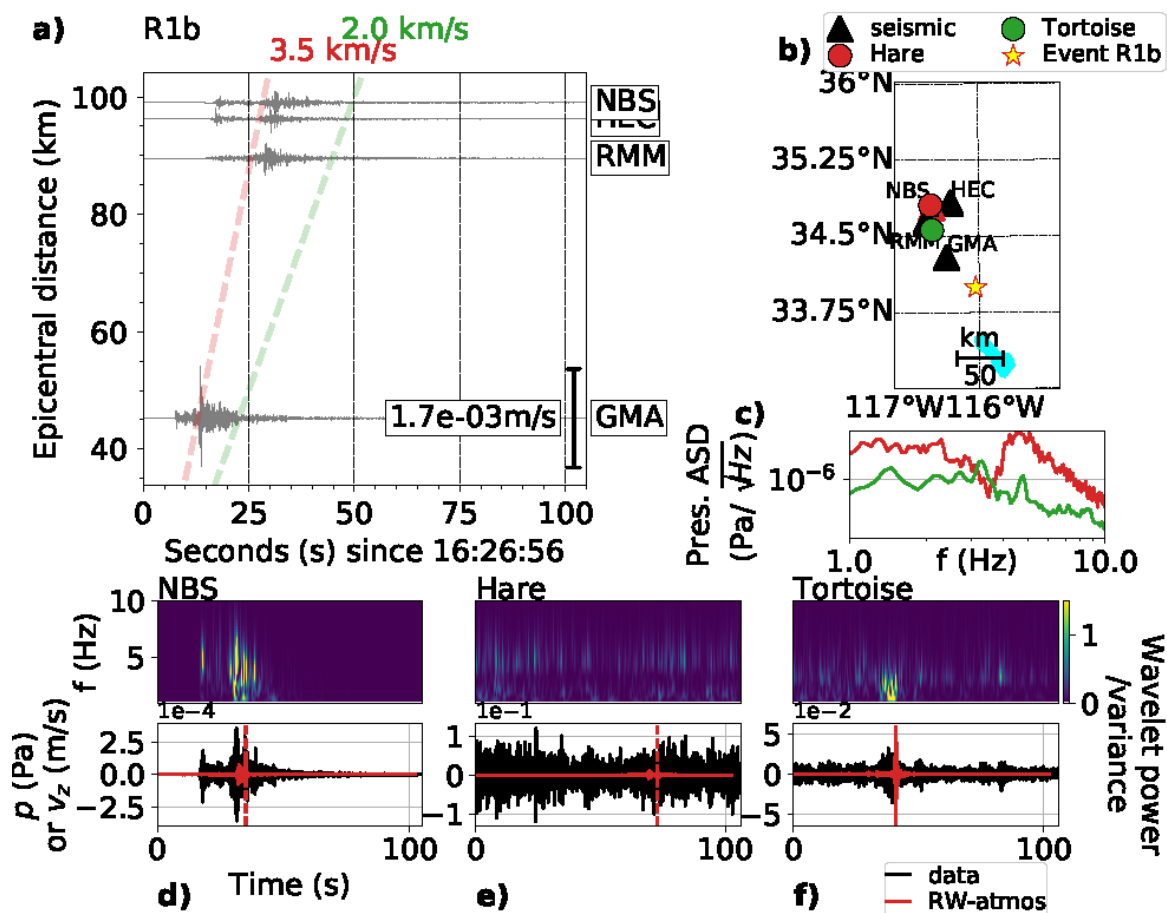 a)
R1b
2.0 km/s
3.5 km/s
Epicentral distance (km)
100
80
60
40
NBS
HEC
RMM
GMA
1.7e-03m/s
0
25
50
75
100
Seconds (s) since 16:26:56
b)
seismic
Tortoise
Hare
Event R1b
36°N
35.25°N
34.5°N
33.75°N
NBS
HEC
RMM
GMA
km
50
117°W
116°W
c)
Pres. ASD
(Pa/√Hz)
10⁻⁶
1.0
10.0
f (Hz)
NBS
Hare
Tortoise
f (Hz)
10
5
1
0
Wavelet power
/variance
p (Pa)
or v_z (m/s)
1e−4
2.5
0.0
−2.5
0
100
1e−1
1
0
−1
0
100
1e−2
5
0
−5
0
100
Time (s)
d)
e)
f)
data
RW-atmos